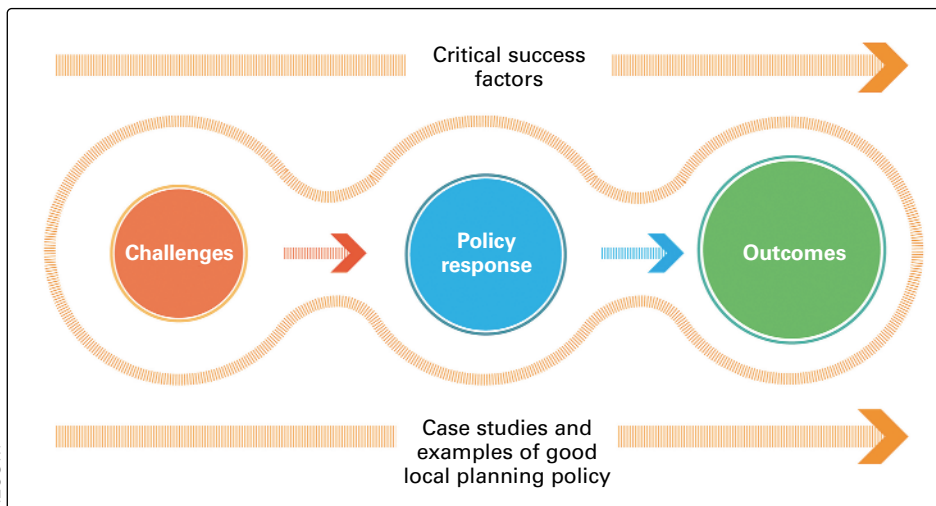 Critical success
factors
Challenges
Policy
response
Outcomes
Case studies and
examples of good
local planning policy